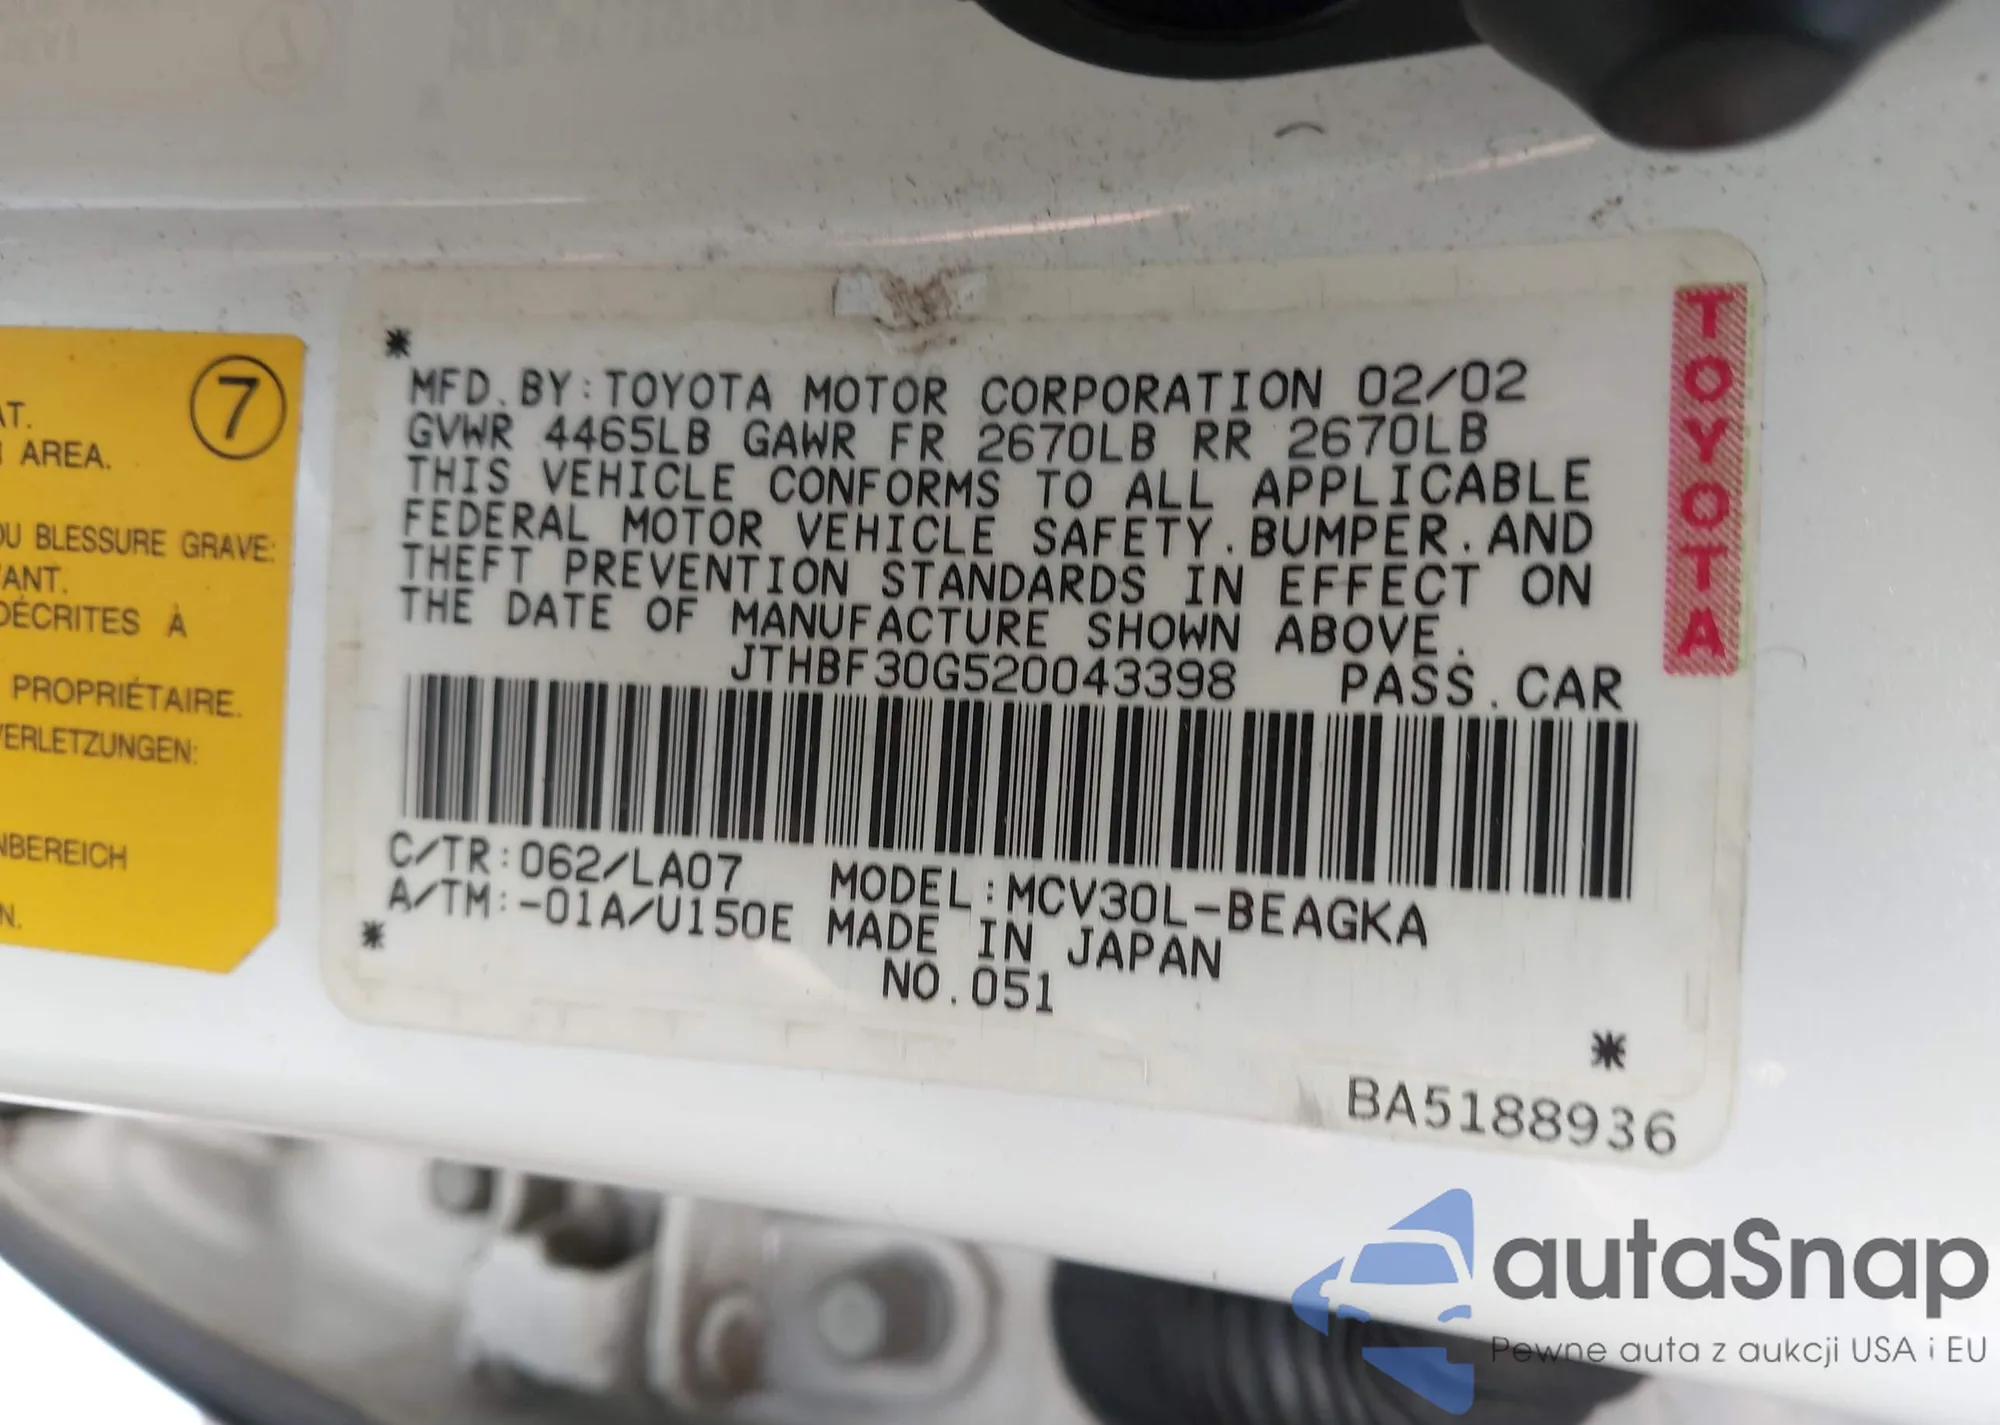 7
AT.
AREA.
OU BLESSURE GRAVE:
DÉCRITES À
PROPRIÉTAIRE.
VERLETZUNGEN:
NBEREICH
N.
*
MFD. BY: TOYOTA MOTOR CORPORATION 02/02
GVWR 4465LB GAWR FR 2670LB RR 2670LB
THIS VEHICLE CONFORMS TO ALL APPLICABLE
FEDERAL MOTOR VEHICLE SAFETY. BUMPER. AND
THEFT PREVENTION STANDARDS IN EFFECT ON
THE DATE OF MANUFACTURE SHOWN ABOVE.
JTHBF30G520043398 PASS. CAR
C/TR: 062/LA07 MODEL: MCV30L-BEAGKA
A/TM: -01A/U150E MADE IN JAPAN
* NO. 051
*
BA5188936
TOYOTA
autaSnap
Pewne auta z aukcji USA i EU